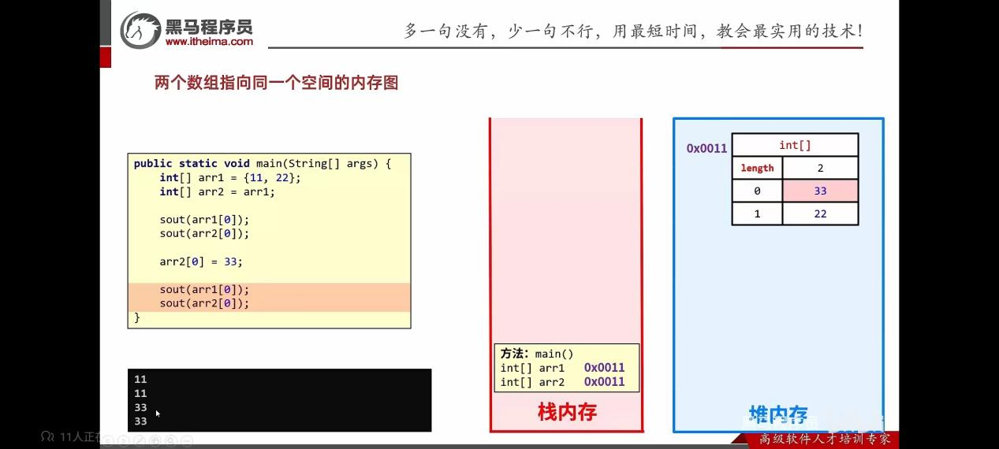 黑马程序员
www.itheima.com
多一句没有，少一句不行，用最短时间，教会最实用的技术！
两个数组指向同一个空间的内存图
public static void main(String[] args) {
int[] arr1 = {11, 22};
int[] arr2 = arr1;
sout(arr1[0]);
sout(arr2[0]);
arr2[0] = 33;
sout(arr1[0]);
sout(arr2[0]);
}
11
11
33
33
方法：main()
int[] arr1 0x0011
int[] arr2 0x0011
栈内存
0x0011
int[]
length 2
0 33
1 22
堆内存
高级软件人才培训专家
11人正在